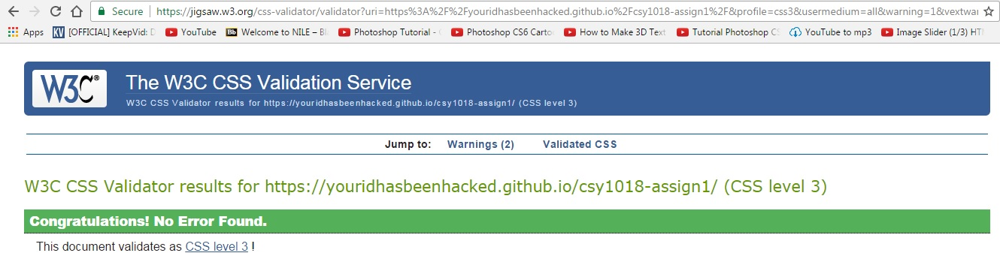 Secure https://jigsaw.w3.org/css-validator/validator?uri=https%3A%2F%2Fyouridhasbeenhacked.github.io%2Fcsy1018-assign1%2F&profile=css3&usermedium=all&warning=1&vextwar
Apps KV [OFFICIAL] KeepVid: D YouTube Bb Welcome to NILE – Bl Photoshop Tutorial - Photoshop CS6 Carto How to Make 3D Text Tutorial Photoshop CS YouTube to mp3 Image Slider (1/3) HTM
W3C® The W3C CSS Validation Service
W3C CSS Validator results for https://youridhasbeenhacked.github.io/csy1018-assign1/ (CSS level 3)
Jump to: Warnings (2) Validated CSS
W3C CSS Validator results for https://youridhasbeenhacked.github.io/csy1018-assign1/ (CSS level 3)
Congratulations! No Error Found.
This document validates as CSS level 3 !